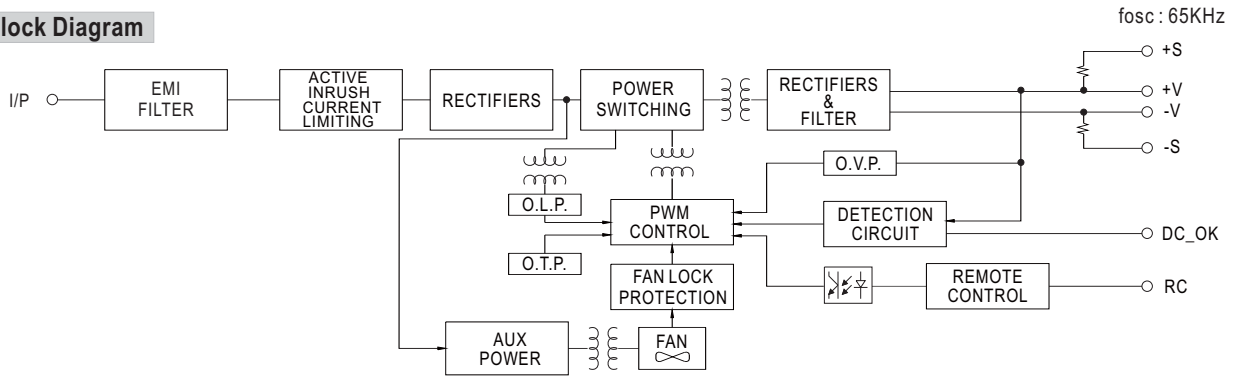 lock Diagram
fosc : 65KHz
I/P
EMI
FILTER
ACTIVE
INRUSH
CURRENT
LIMITING
RECTIFIERS
POWER
SWITCHING
RECTIFIERS
&
FILTER
+S
+V
-V
-S
O.V.P.
O.L.P.
PWM
CONTROL
DETECTION
CIRCUIT
DC_OK
O.T.P.
FAN LOCK
PROTECTION
REMOTE
CONTROL
RC
AUX
POWER
FAN